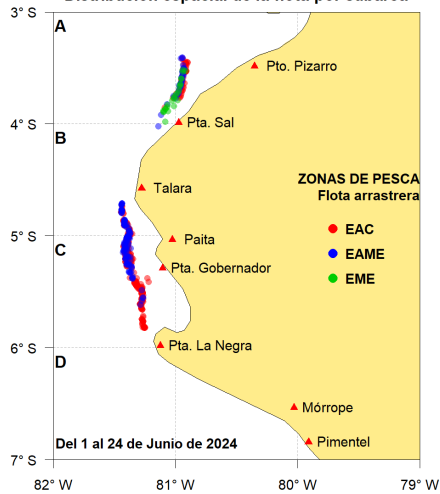 Distribución espacial de la flota por subárea
3° S
A
Pto. Pizarro
Pta. Sal
4° S
B
ZONAS DE PESCA
Flota arrastrera
Talara
EAC
5° S
Paita
C
EAME
Pta. Gobernador
EME
6° S
Pta. La Negra
D
Mórrope
Del 1 al 24 de Junio de 2024
Pimentel
7° S
82° W
81° W
80° W
79° W